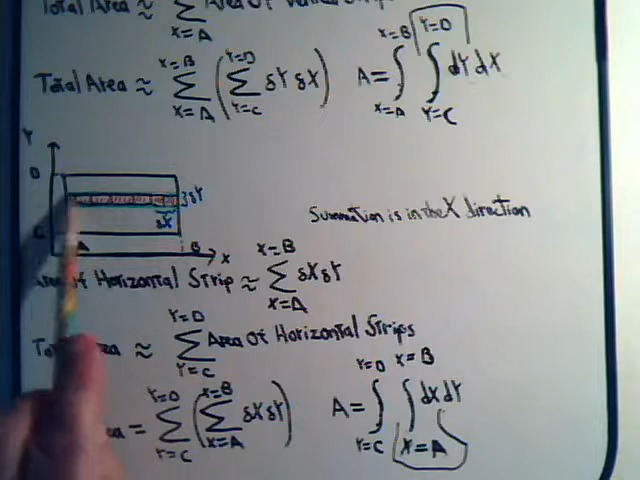 Total Area ≈ ∑ Area Of Vertical Strips
X=A
X=B Y=D X=B Y=D
Total Area ≈ ∑ ( ∑ δY δX ) A = ∫ ∫ dY dX
X=A Y=C X=A Y=C
Y
D
δY
δX
A B X
Summation is in the X direction
X=B
Of Horizontal Strip ≈ ∑ δX δY
X=A
Y=D
≈ ∑ Area Of Horizontal Strips
Y=C
Y=D X=B Y=D X=B
= ∑ ( ∑ δX δY ) A = ∫ ∫ dX dY
Y=C X=A Y=C X=A